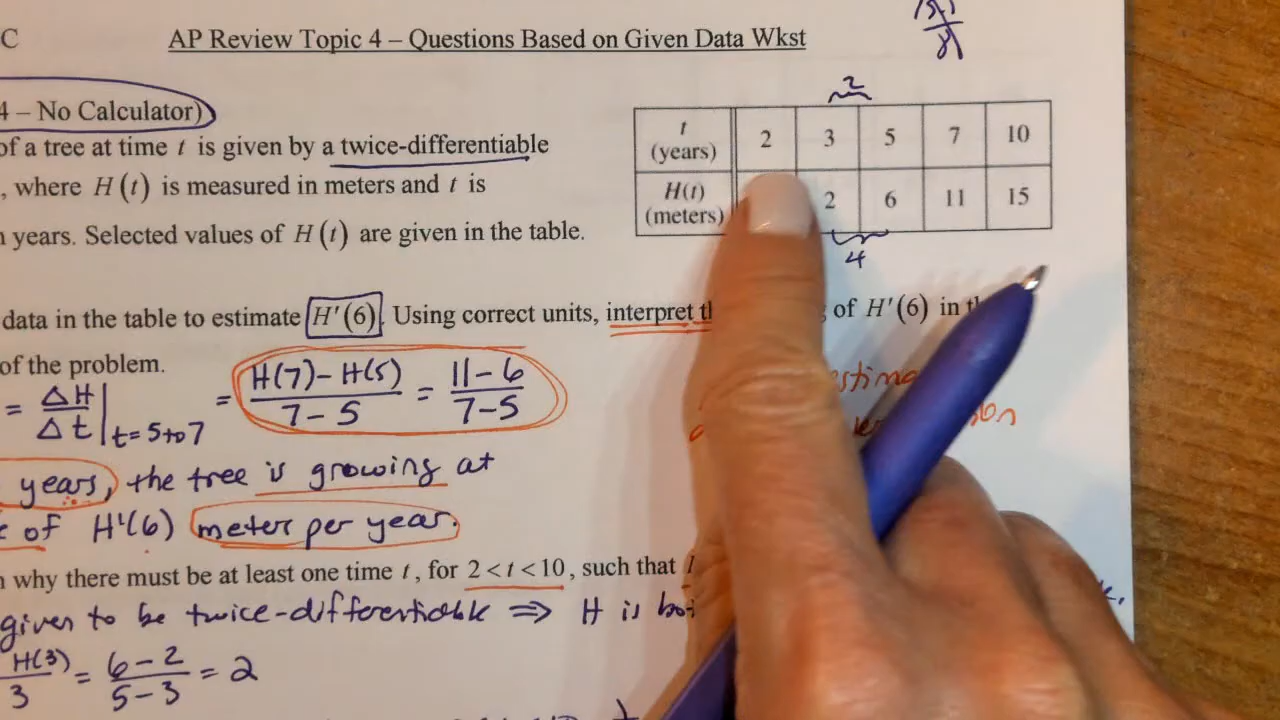 C AP Review Topic 4 – Questions Based on Given Data Wkst
4 – No Calculator)
of a tree at time t is given by a twice-differentiable
, where H(t) is measured in meters and t is
n years. Selected values of H(t) are given in the table.
2
t (years) 2 3 5 7 10
H(t) (meters) 2 6 11 15
4
data in the table to estimate H'(6). Using correct units, interpret of H'(6) in
of the problem.
= ΔH/Δt | t=5 to 7 = H(7) - H(5) / 7 - 5 = 11 - 6 / 7 - 5
years, the tree is growing at
of H'(6) meter per year.
n why there must be at least one time t, for 2 < t < 10, such that
given to be twice-differentiable ⇒ H is
H(3) / 3 = 6 - 2 / 5 - 3 = 2